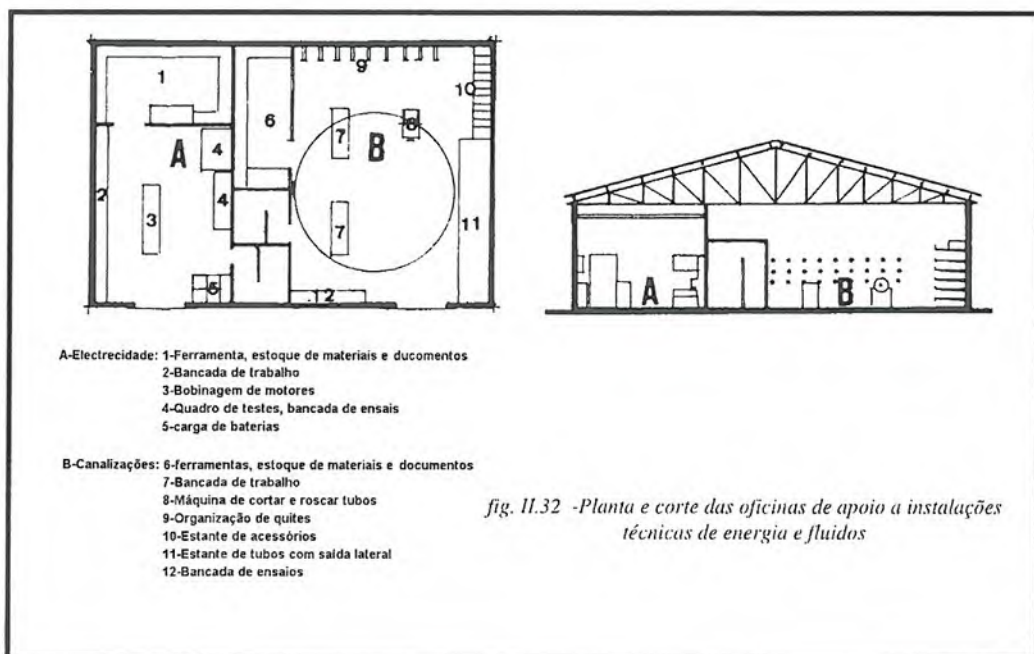 1
9
10
6
7
8
A
4
B
2
3
4
7
11
5
12
A
B
A-Electrecidade: 1-Ferramenta, estoque de materiais e ducomentos
2-Bancada de trabalho
3-Bobinagem de motores
4-Quadro de testes, bancada de ensais
5-carga de baterias
B-Canalizações: 6-ferramentas, estoque de materiais e documentos
7-Bancada de trabalho
8-Máquina de cortar e roscar tubos
9-Organização de quites
10-Estante de acessórios
11-Estante de tubos com saída lateral
12-Bancada de ensaios
fig. II.32 -Planta e corte das oficinas de apoio a instalações
técnicas de energia e fluidos